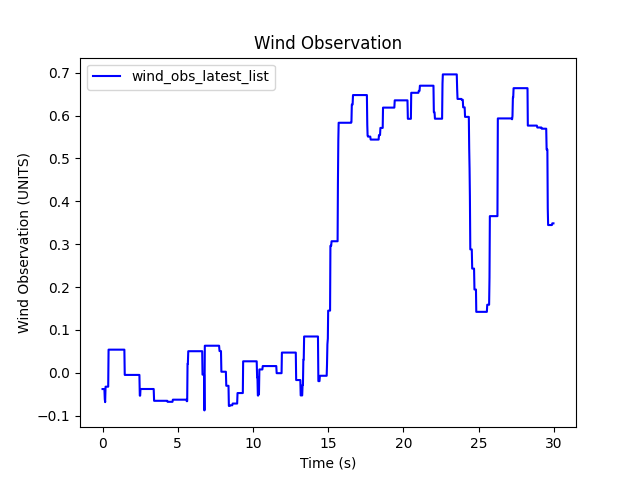 Wind Observation
wind_obs_latest_list
Wind Observation (UNITS)
0.7
0.6
0.5
0.4
0.3
0.2
0.1
0.0
−0.1
0 5 10 15 20 25 30
Time (s)